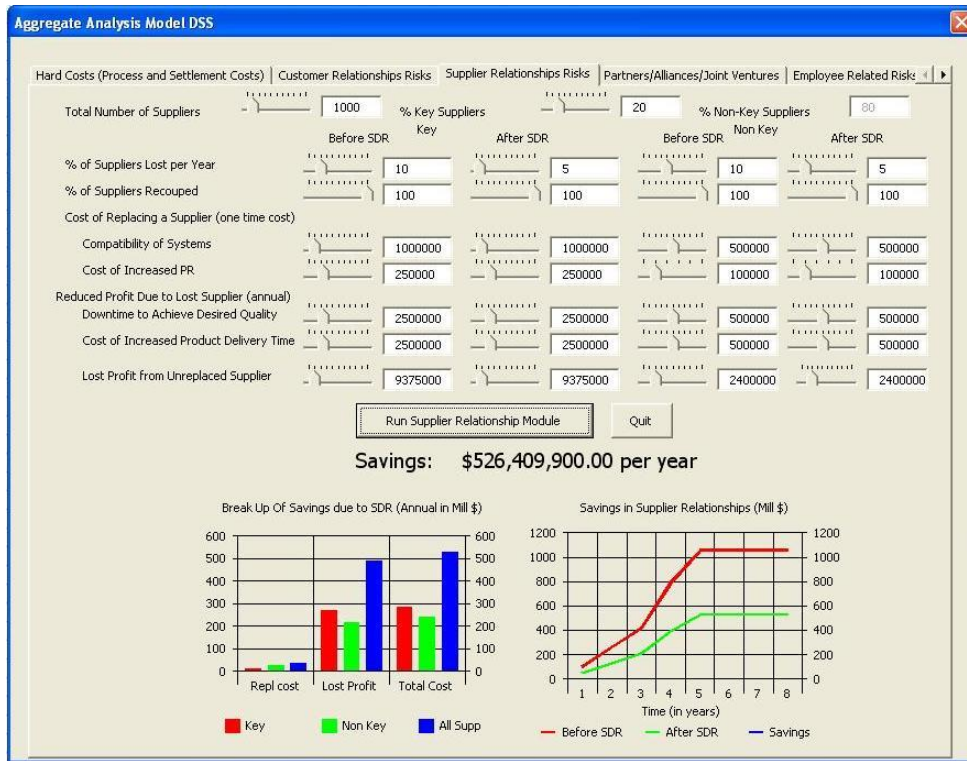 Aggregate Analysis Model DSS
Hard Costs (Process and Settlement Costs) Customer Relationships Risks Supplier Relationships Risks Partners/Alliances/Joint Ventures Employee Related Risks
Total Number of Suppliers 1000 % Key Suppliers 20 % Non-Key Suppliers 80
Key Non Key
Before SDR After SDR Before SDR After SDR
% of Suppliers Lost per Year 10 5 10 5
% of Suppliers Recouped 100 100 100 100
Cost of Replacing a Supplier (one time cost)
Compatibility of Systems 1000000 1000000 500000 500000
Cost of Increased PR 250000 250000 100000 100000
Reduced Profit Due to Lost Supplier (annual)
Downtime to Achieve Desired Quality 2500000 2500000 500000 500000
Cost of Increased Product Delivery Time 2500000 2500000 500000 500000
Lost Profit from Unreplaced Supplier 9375000 9375000 2400000 2400000
Run Supplier Relationship Module Quit
Savings: $526,409,900.00 per year
Break Up Of Savings due to SDR (Annual in Mill $)
600 600
500 500
400 400
300 300
200 200
100 100
0 0
Repl cost Lost Profit Total Cost
Key Non Key All Supp
Savings in Supplier Relationships (Mill $)
1200 1200
1000 1000
800 800
600 600
400 400
200 200
0 0
1 2 3 4 5 6 7 8
Time (in years)
Before SDR After SDR Savings